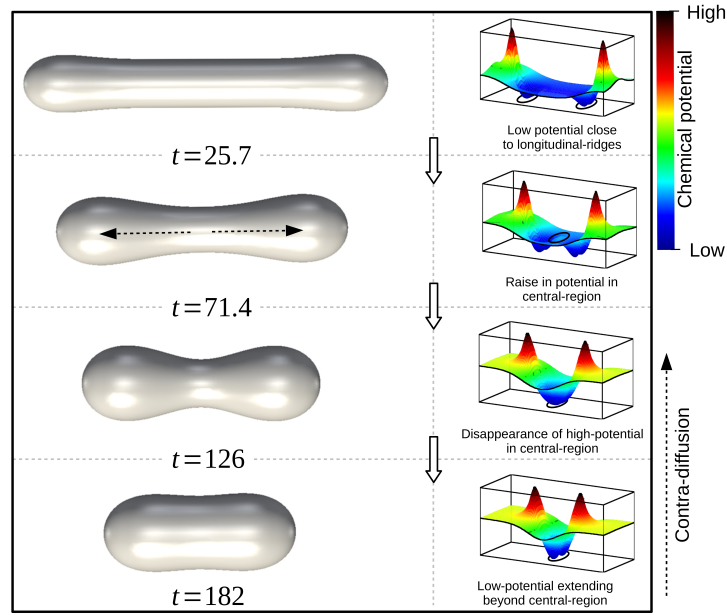 High
Chemical potential
Low
Low potential close
to longitudinal-ridges
t=25.7
Raise in potential in
central-region
t=71.4
Disappearance of high-potential
in central-region
t=126
Contra-diffusion
Low-potential extending
beyond central-region
t=182